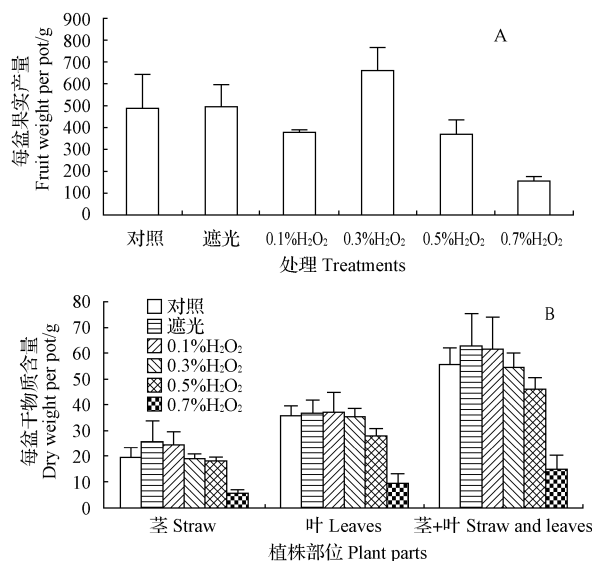 900
800
700
600
500
400
300
200
100
0
每盆果实产量
Fruit weight per pot/g
A
对照 遮光 0.1%H₂O₂ 0.3%H₂O₂ 0.5%H₂O₂ 0.7%H₂O₂
处理 Treatments
80
70
60
50
40
30
20
10
0
每盆干物质含量
Dry weight per pot/g
对照
遮光
0.1%H₂O₂
0.3%H₂O₂
0.5%H₂O₂
0.7%H₂O₂
B
茎 Straw 叶 Leaves 茎+叶 Straw and leaves
植株部位 Plant parts